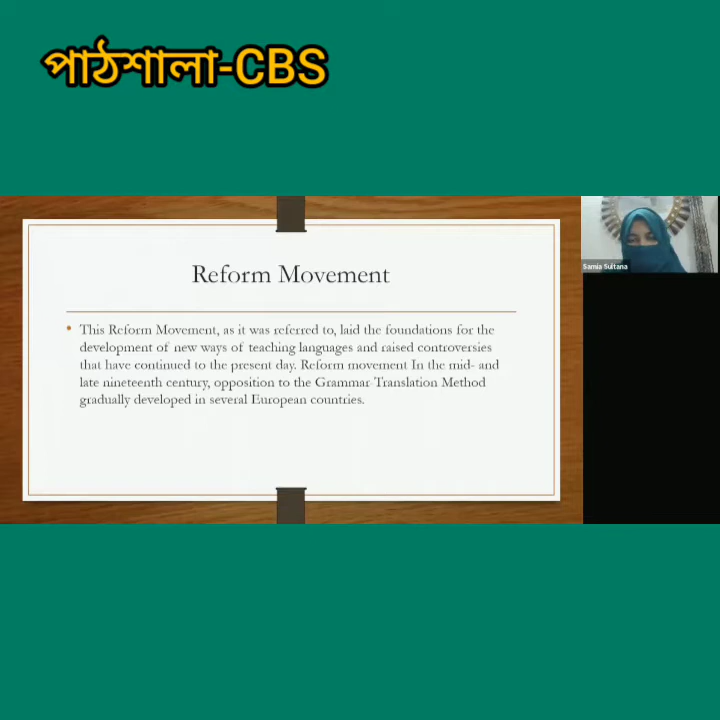 পাঠশালা-CBS
Reform Movement
Samia Sultana
• This Reform Movement, as it was referred to, laid the foundations for the
development of new ways of teaching languages and raised controversies
that have continued to the present day. Reform movement In the mid- and
late nineteenth century, opposition to the Grammar-Translation Method
gradually developed in several European countries.